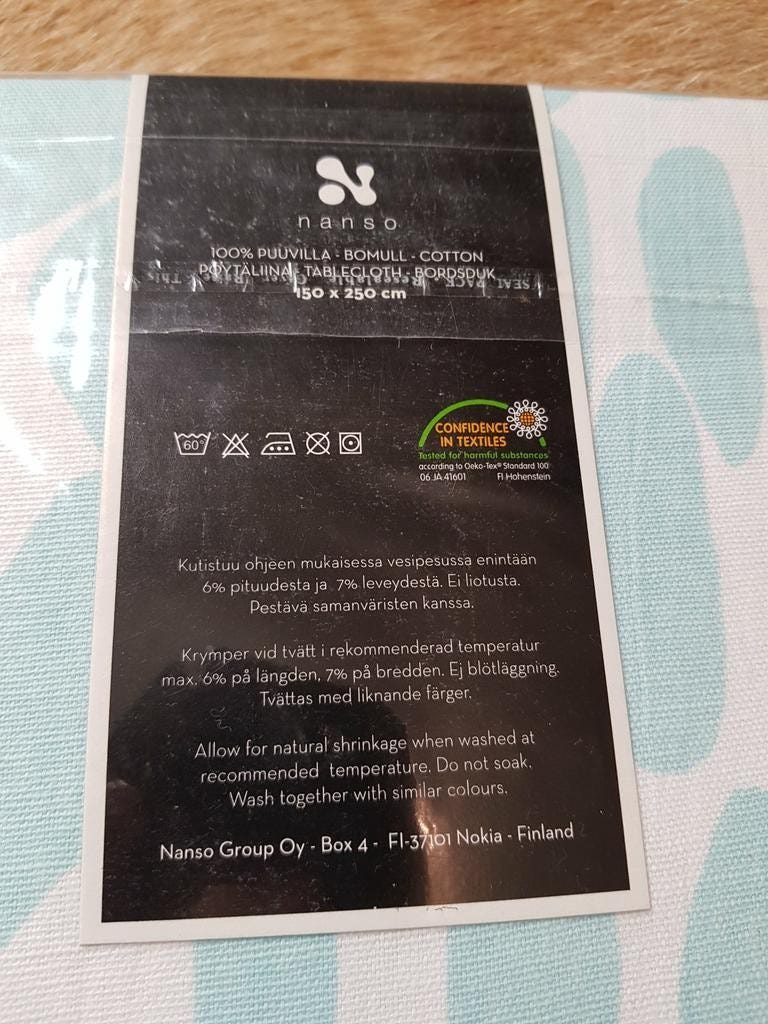 nanso
100% PUUVILLA - BOMULL - COTTON
PÖYTÄLIINA - TABLECLOTH - BORDSDUK
150 x 250 cm
60°
CONFIDENCE
IN TEXTILES
Tested for harmful substances
according to Oeko-Tex® Standard 100
06 JA 41601 FI Hohenstein
Kutistuu ohjeen mukaisessa vesipesussa enintään
6% pituudesta ja 7% leveydestä. Ei liotusta.
Pestävä samanväristen kanssa.
Krymper vid tvätt i rekommenderad temperatur
max. 6% på längden, 7% på bredden. Ej blötläggning.
Tvättas med liknande färger.
Allow for natural shrinkage when washed at
recommended temperature. Do not soak.
Wash together with similar colours.
Nanso Group Oy - Box 4 - FI-37101 Nokia - Finland